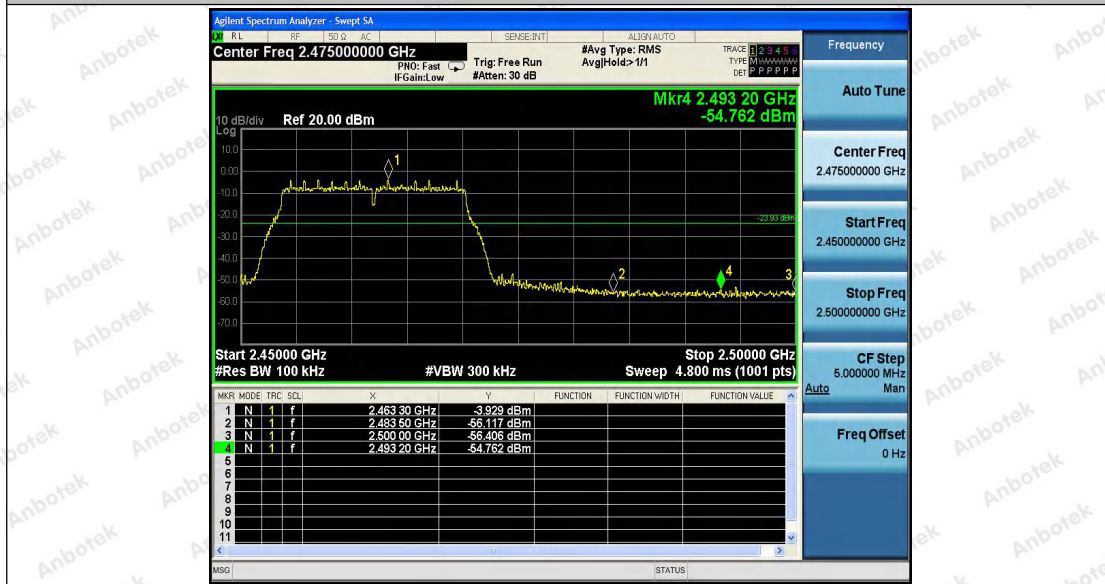 Agilent Spectrum Analyzer - Swept SA
RL RF 50 Ω AC SENSE:INT ALIGNAUTO
Center Freq 2.475000000 GHz
PNO: Fast
IFGain:Low
Trig: Free Run
#Atten: 30 dB
#Avg Type: RMS
Avg|Hold:>1/1
TRACE 1 2 3 4 5 6
TYPE M
DET P P P P P P
Mkr4 2.493 20 GHz
-54.762 dBm
10 dB/div Ref 20.00 dBm
Log
10.0
0.00
-10.0
-20.0
-30.0
-40.0
-50.0
-60.0
-70.0
1
2
4
3
-23.93 dBm
Start 2.45000 GHz Stop 2.50000 GHz
#Res BW 100 kHz #VBW 300 kHz Sweep 4.800 ms (1001 pts)
MKR MODE TRC SCL X Y FUNCTION FUNCTION WIDTH FUNCTION VALUE
1 N 1 f 2.463 30 GHz -3.929 dBm
2 N 1 f 2.483 50 GHz -56.117 dBm
3 N 1 f 2.500 00 GHz -56.406 dBm
4 N 1 f 2.493 20 GHz -54.762 dBm
5
6
7
8
9
10
11
MSG STATUS
Frequency
Auto Tune
Center Freq
2.475000000 GHz
Start Freq
2.450000000 GHz
Stop Freq
2.500000000 GHz
CF Step
5.000000 MHz
Auto Man
Freq Offset
0 Hz
Anbotek